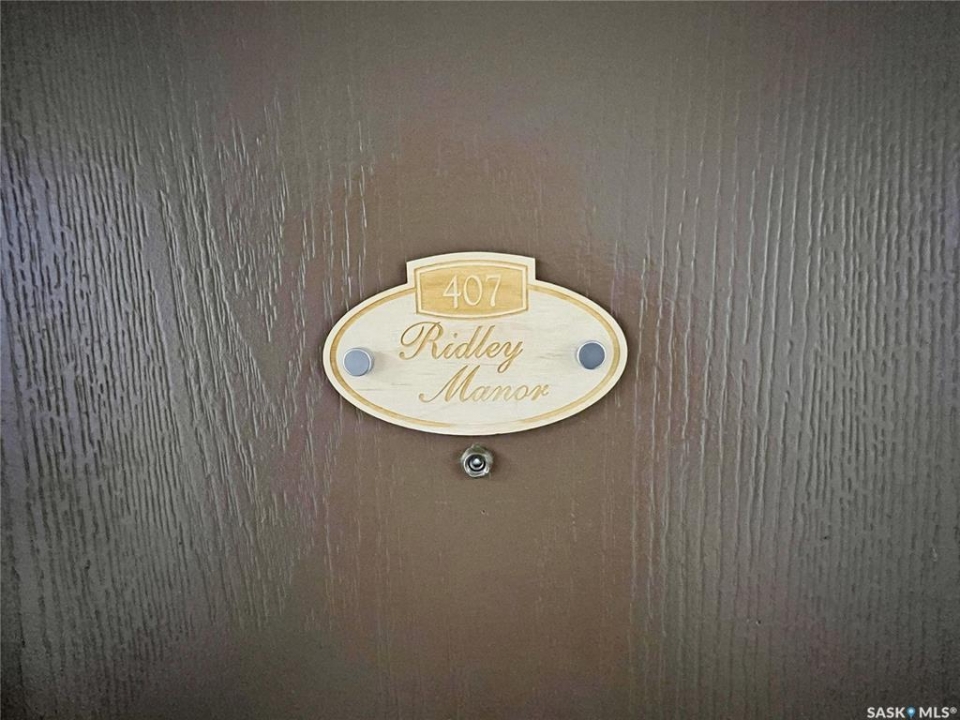 407
Ridley
Manor
SASK MLS®